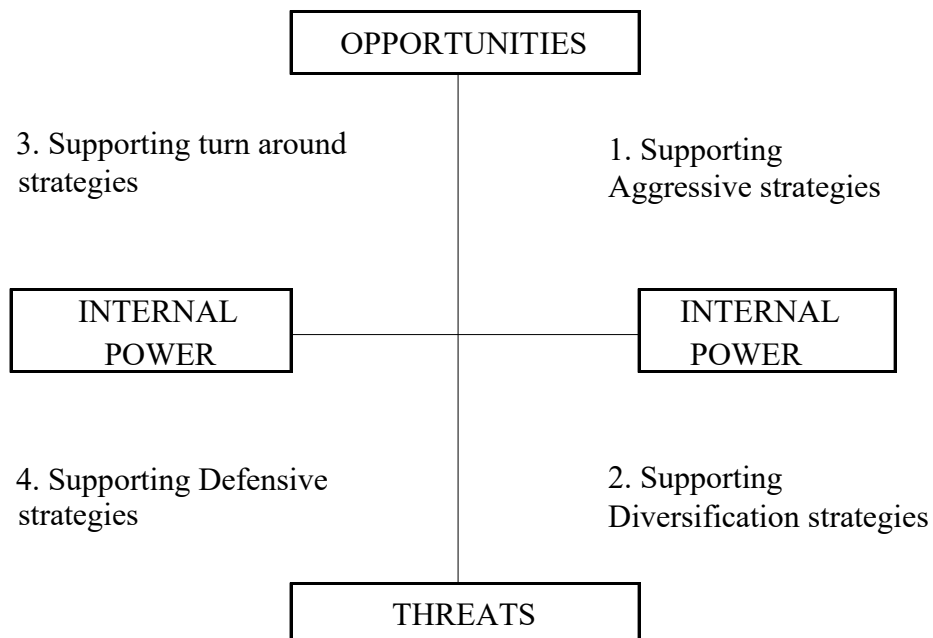 OPPORTUNITIES
3. Supporting turn around
strategies
1. Supporting
Aggressive strategies
INTERNAL
POWER
INTERNAL
POWER
4. Supporting Defensive
strategies
2. Supporting
Diversification strategies
THREATS